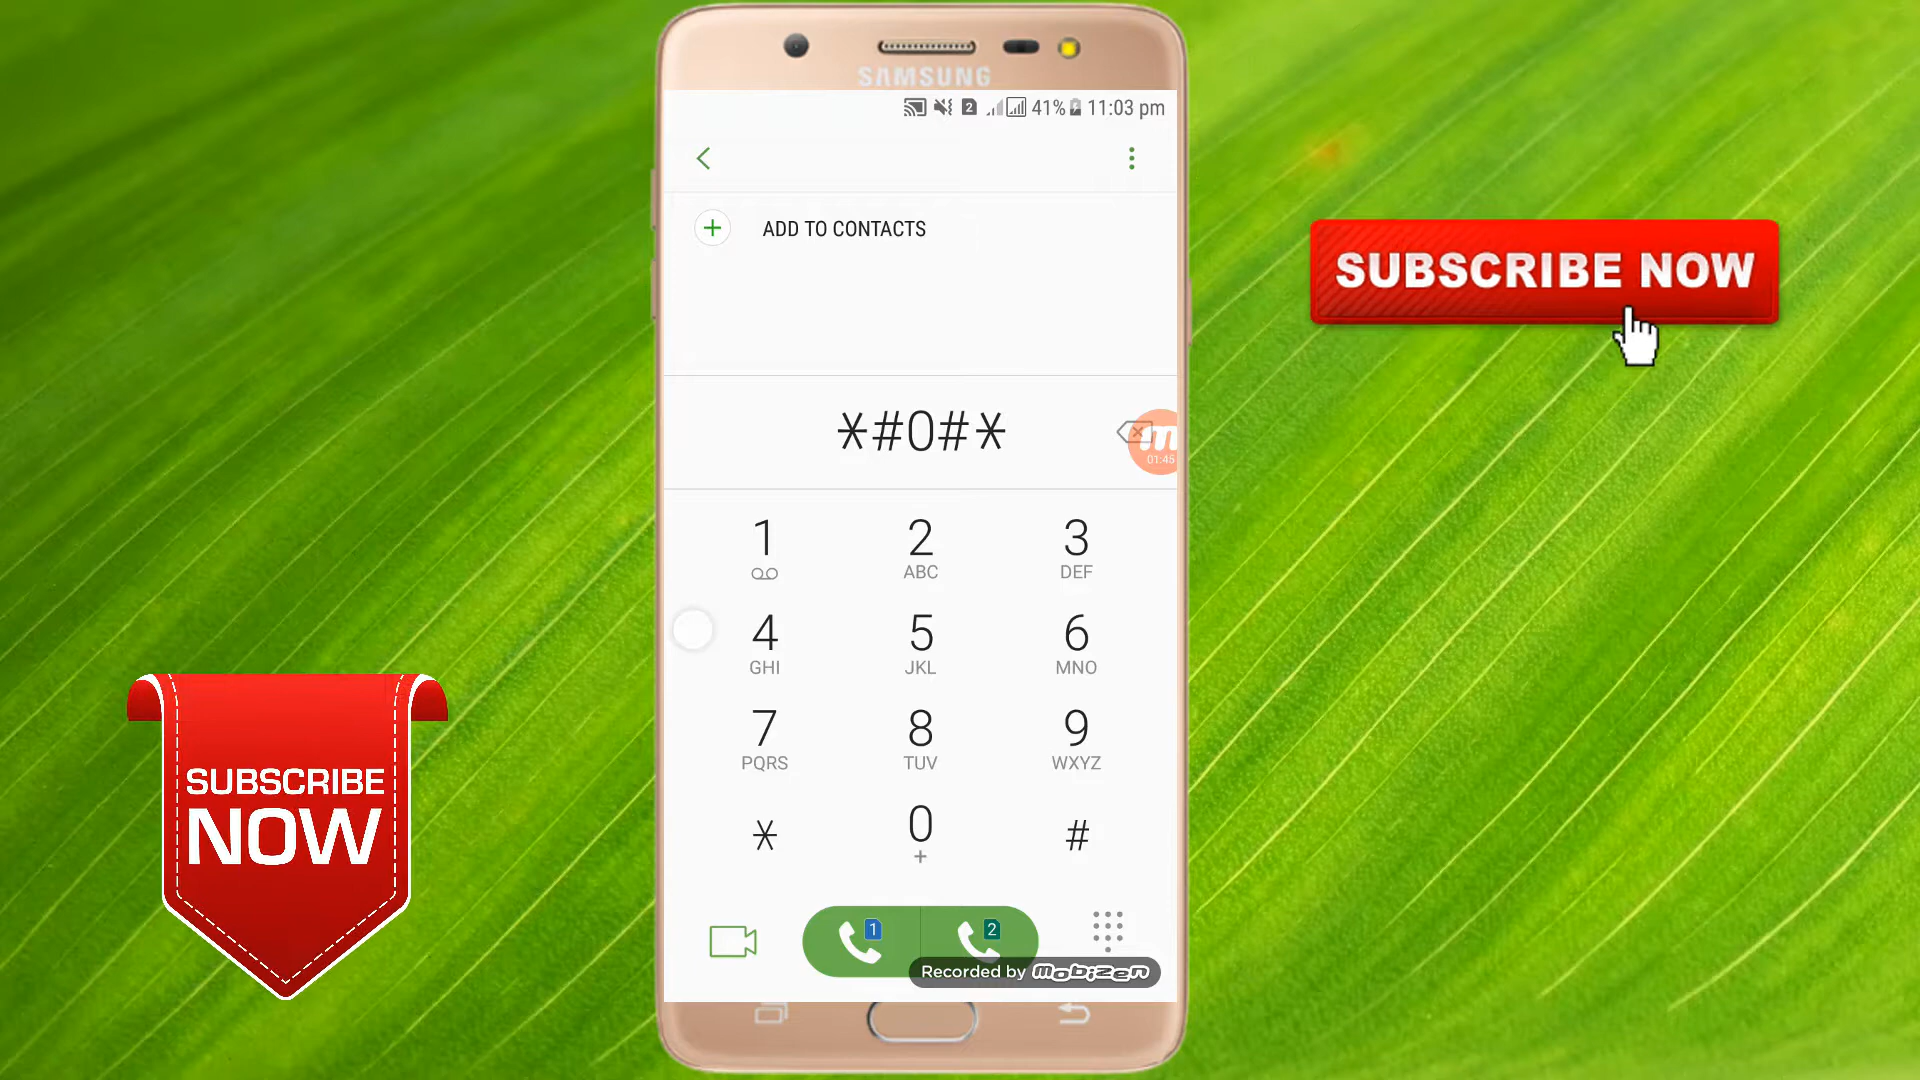 SAMSUNG
2 41% 11:03 pm
ADD TO CONTACTS
*#0#*
m
01:45
1 2 3
ABC DEF
4 5 6
GHI JKL MNO
7 8 9
PQRS TUV WXYZ
* 0 #
+
1 2
Recorded by mobizen
SUBSCRIBE NOW
SUBSCRIBE
NOW